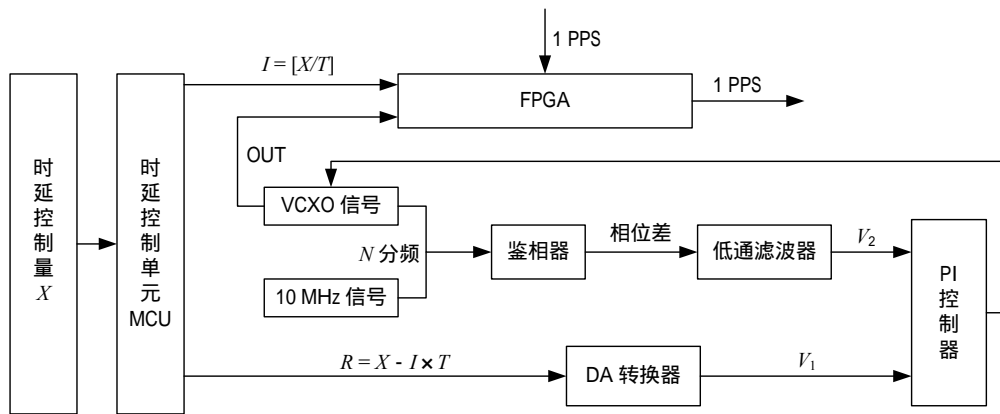 1 PPS
I = [X/T]
FPGA
1 PPS
OUT
时延控制量 X
时延控制单元 MCU
VCXO 信号
N 分频
鉴相器
相位差
低通滤波器
V2
10 MHz 信号
PI 控制器
R = X - I × T
DA 转换器
V1